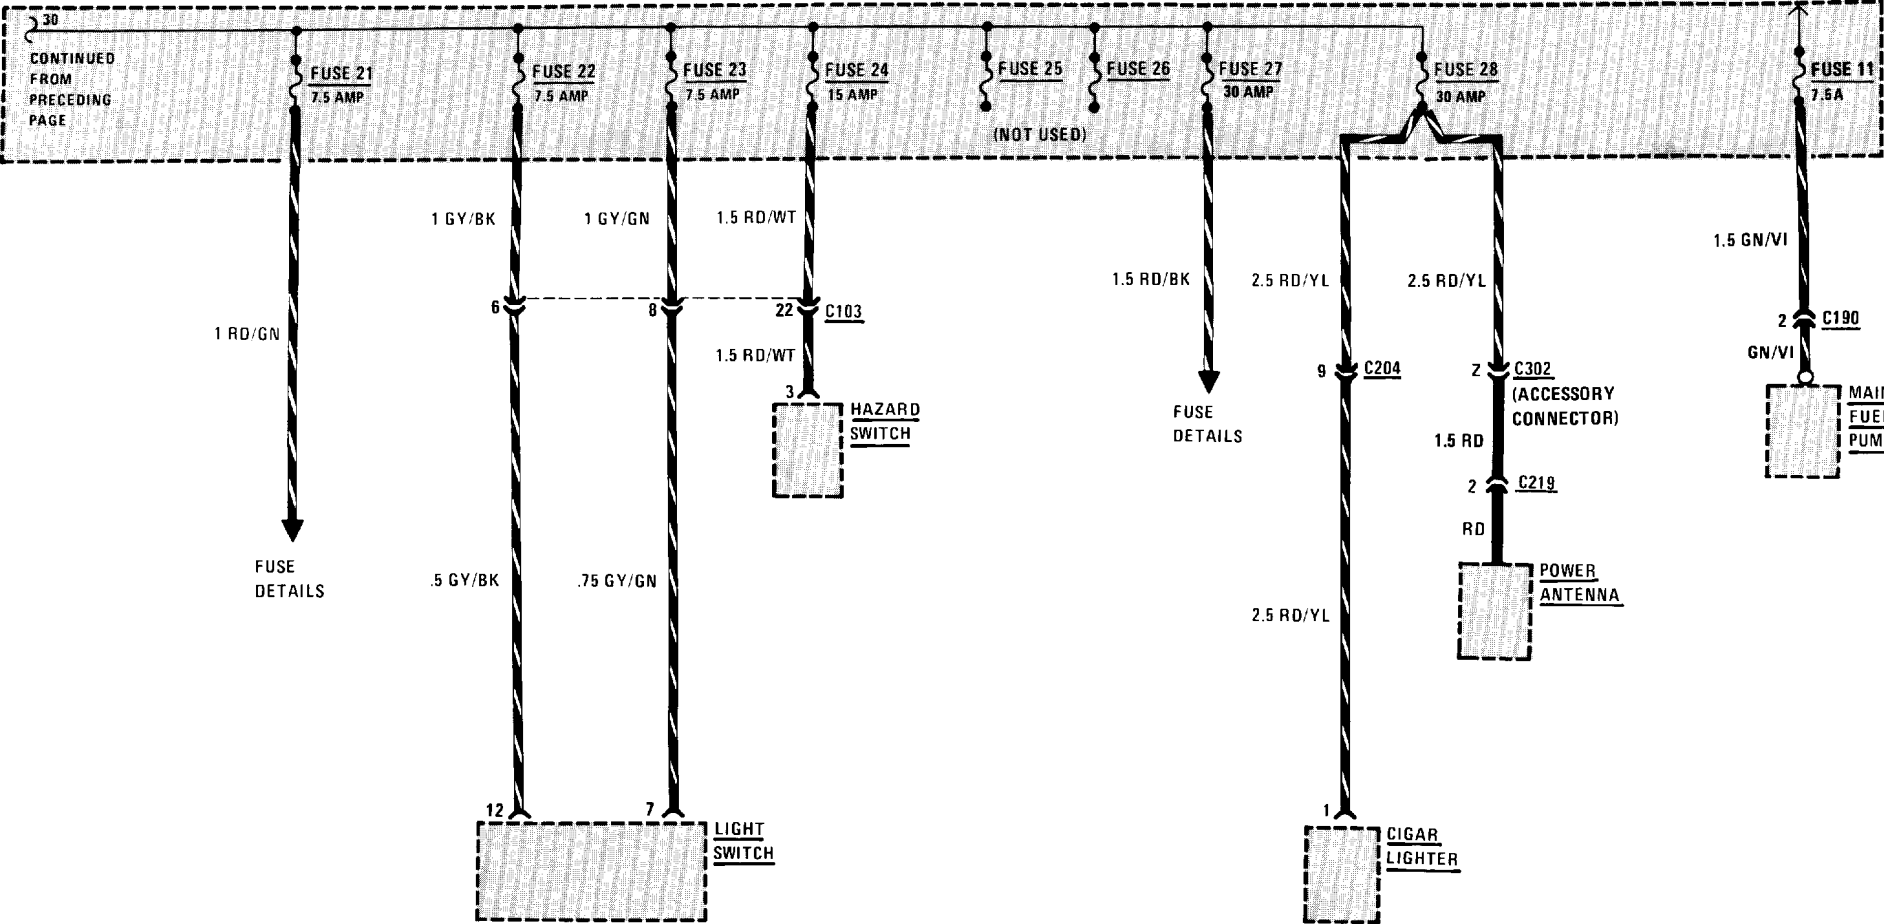 30
CONTINUED
FROM
PRECEDING
PAGE
FUSE 21
7.5 AMP
FUSE 22
7.5 AMP
FUSE 23
7.5 AMP
FUSE 24
15 AMP
FUSE 25
FUSE 26
(NOT USED)
FUSE 27
30 AMP
FUSE 28
30 AMP
FUSE 11
7.5A
1 GY/BK
1 GY/GN
1.5 RD/WT
1.5 GN/VI
1.5 RD/BK
2.5 RD/YL
2.5 RD/YL
6
8
22
C103
2
C190
1 RD/GN
1.5 RD/WT
GN/VI
9
C204
2
C302
(ACCESSORY
CONNECTOR)
3
HAZARD
SWITCH
FUSE
DETAILS
MAIN
FUEL
PUM
1.5 RD
2
C219
RD
FUSE
DETAILS
.5 GY/BK
.75 GY/GN
POWER
ANTENNA
2.5 RD/YL
12
7
LIGHT
SWITCH
1
CIGAR
LIGHTER